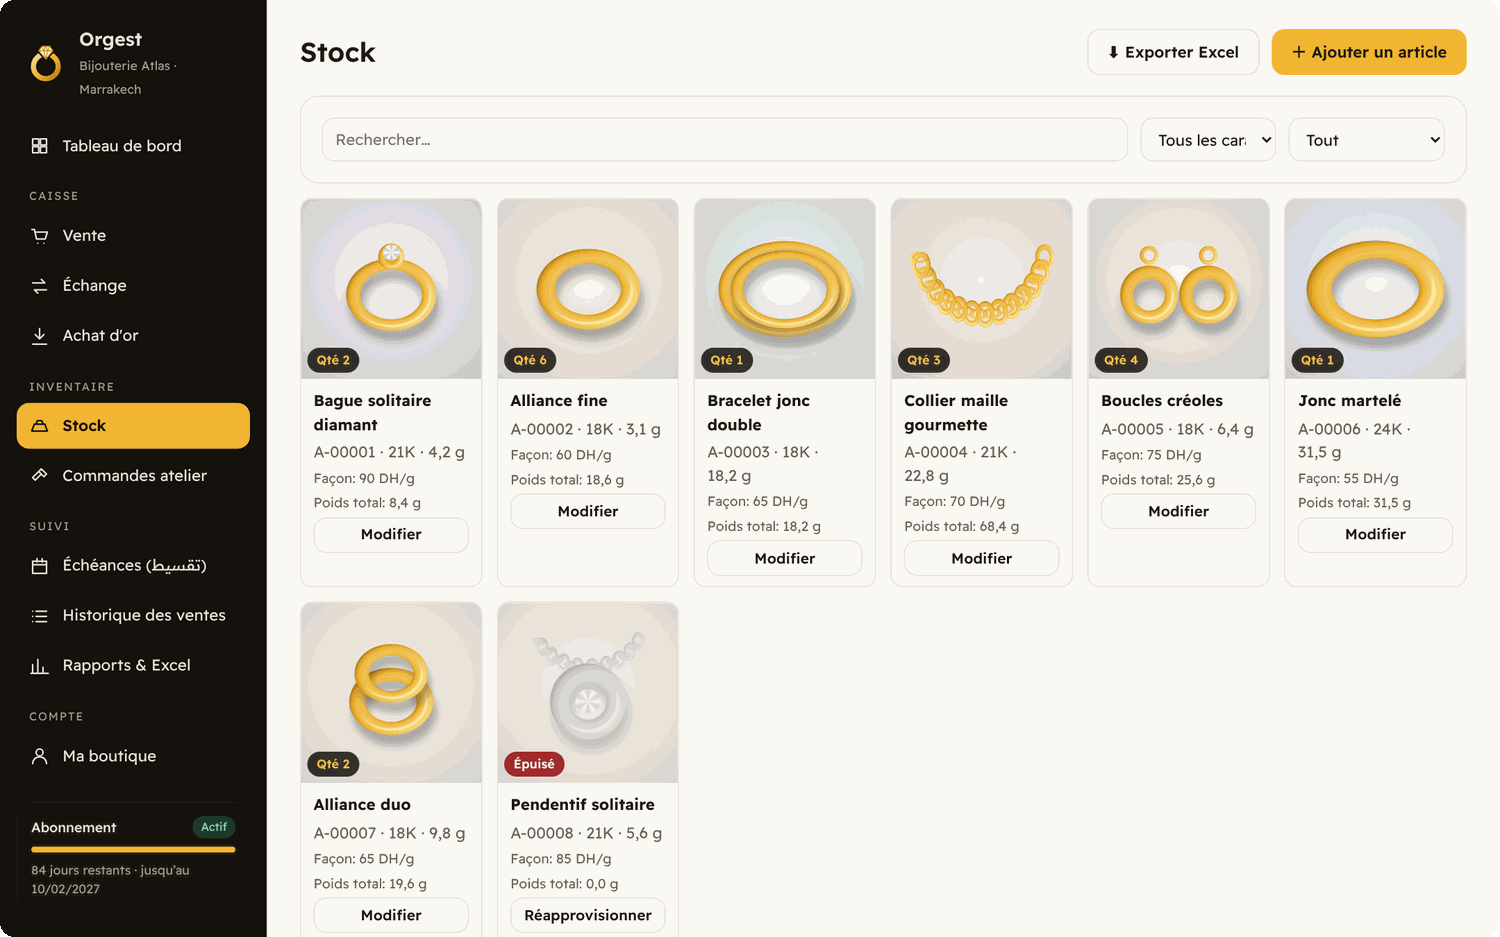 Orgest
Bijouterie Atlas ·
Marrakech
Tableau de bord
CAISSE
Vente
Échange
Achat d'or
INVENTAIRE
Stock
Commandes atelier
SUIVI
Échéances (تقسيط)
Historique des ventes
Rapports & Excel
COMPTE
Ma boutique
Abonnement
Actif
84 jours restants · jusqu'au
10/02/2027
Stock
⬇ Exporter Excel
+ Ajouter un article
Rechercher...
Tous les car
Tout
Qté 2
Bague solitaire
diamant
A-00001 · 21K · 4,2 g
Façon: 90 DH/g
Poids total: 8,4 g
Modifier
Qté 6
Alliance fine
A-00002 · 18K · 3,1 g
Façon: 60 DH/g
Poids total: 18,6 g
Modifier
Qté 1
Bracelet jonc
double
A-00003 · 18K ·
18,2 g
Façon: 65 DH/g
Poids total: 18,2 g
Modifier
Qté 3
Collier maille
gourmette
A-00004 · 21K ·
22,8 g
Façon: 70 DH/g
Poids total: 68,4 g
Modifier
Qté 4
Boucles créoles
A-00005 · 18K · 6,4 g
Façon: 75 DH/g
Poids total: 25,6 g
Modifier
Qté 1
Jonc martelé
A-00006 · 24K ·
31,5 g
Façon: 55 DH/g
Poids total: 31,5 g
Modifier
Qté 2
Alliance duo
A-00007 · 18K · 9,8 g
Façon: 65 DH/g
Poids total: 19,6 g
Modifier
Épuisé
Pendentif solitaire
A-00008 · 21K · 5,6 g
Façon: 85 DH/g
Poids total: 0,0 g
Réapprovisionner